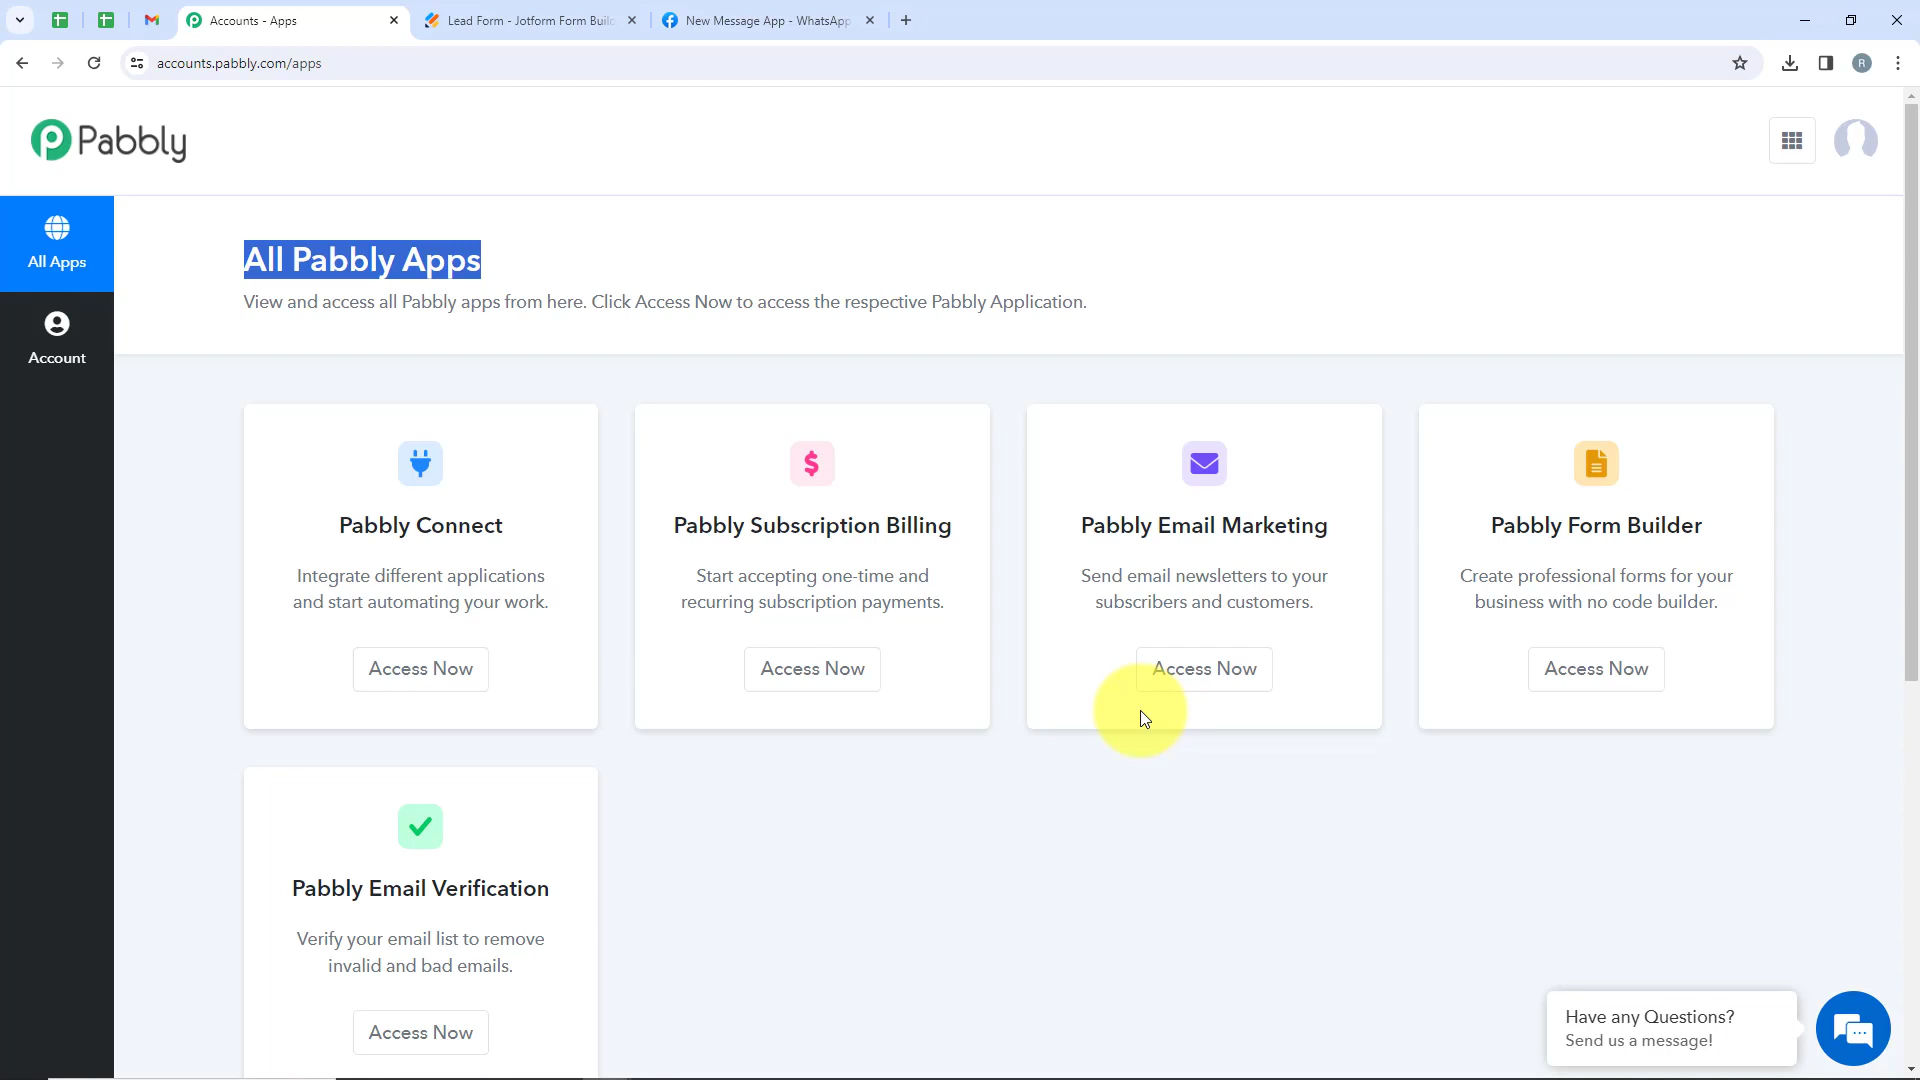 Accounts - Apps
Lead Form - Jotform Form Buil
New Message App - WhatsApp
accounts.pabbly.com/apps
R
Pabbly
All Apps
Account
All Pabbly Apps
View and access all Pabbly apps from here. Click Access Now to access the respective Pabbly Application.
Pabbly Connect
Integrate different applications
and start automating your work.
Access Now
Pabbly Subscription Billing
Start accepting one-time and
recurring subscription payments.
Access Now
Pabbly Email Marketing
Send email newsletters to your
subscribers and customers.
Access Now
Pabbly Form Builder
Create professional forms for your
business with no code builder.
Access Now
Pabbly Email Verification
Verify your email list to remove
invalid and bad emails.
Access Now
Have any Questions?
Send us a message!